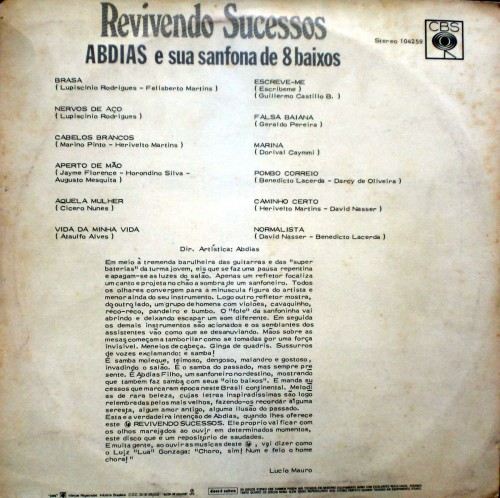 Revivendo Sucessos
ABDIAS e sua sanfona de 8 baixos
CBS
Stereo 104259
BRASA
( Lupiscínio Rodrigues - Felisberto Martins )
NERVOS DE AÇO
( Lupiscínio Rodrigues )
CABELOS BRANCOS
( Marino Pinto - Herivelto Martins )
APERTO DE MÃO
( Jayme Florence - Horondino Silva -
Augusto Mesquita )
AQUELA MULHER
( Cícero Nunes )
VIDA DA MINHA VIDA
( Ataulfo Alves )
ESCREVE-ME
( Escribeme )
( Guillermo Castillo B. )
FALSA BAIANA
( Geraldo Pereira )
MARINA
( Dorival Caymmi )
POMBO CORREIO
( Benedicto Lacerda - Darcy de Oliveira )
CAMINHO CERTO
( Herivelto Martins - David Nasser )
NORMALISTA
( David Nasser - Benedicto Lacerda )
Dir. Artística: Abdias
Em meio à tremenda barulheira das guitarras e das "super
baterias" da turma jovem, eis que se faz uma pausa repentina
e apagam-se as luzes do salão. Apenas um refletor focaliza
um canto e projeta no chão a sombra de um sanfoneiro. Todos
os olhares convergem para a minúscula figura do artista e
menor ainda do seu instrumento. Logo outro refletor mostra,
do outro lado, um grupo de homens com violões, cavaquinho,
reco-reco, pandeiro e bumbo. O "fole" da sanfoninha vai
abrindo e deixando escapar um som diferente. Em seguida
os demais instrumentos são acionados e os semblantes dos
assistentes vão como que se desanuviando. Mãos sobre as
mesas começam a tamborilar como se tomadas por uma força
invisível. Meneios de cabeça. Ginga de quadris. Sussurros
de vozes exclamando: é samba!
É samba moleque, teimoso, dengoso, malandro e gostoso,
invadindo o salão. É o samba do passado, mas sempre pre
sente. É Abdias Filho, um sanfoneiro nordestino, mostrando
que também faz samba com seus "oito baixos". E manda su
cessos que marcaram época neste Brasil continental. Melodi
as de rara beleza, cujas letras inspiradíssimas são logo
relembradas pelos mais velhos, fazendo-os recordar alguma
seresta, algum amor antigo, alguma ilusão do passado.
Esta é a verdadeira intenção de Abdias, quando lhes oferece
este REVIVENDO SUCESSOS. Ele proprio vai ficar com
os olhos marejados ao ouvir em determinados momentos,
este disco que é um repositório de saudades.
E muita gente, ao ouvir as musicas deste, vai dizer como
o Luiz "Lua" Gonzaga: "Chora, sim! Num é feio o home
chorá!"
Lucio Mauro